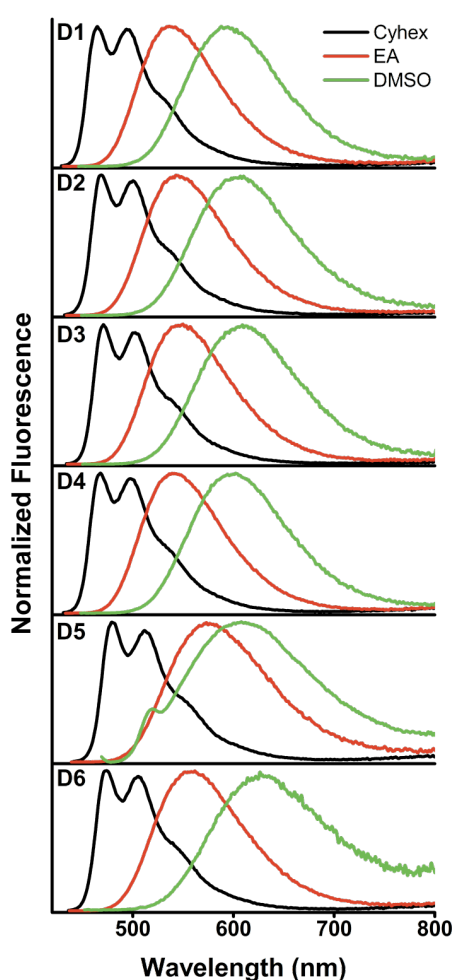 D1
Cyhex
EA
DMSO
D2
D3
D4
D5
D6
Normalized Fluorescence
500 600 700 800
Wavelength (nm)